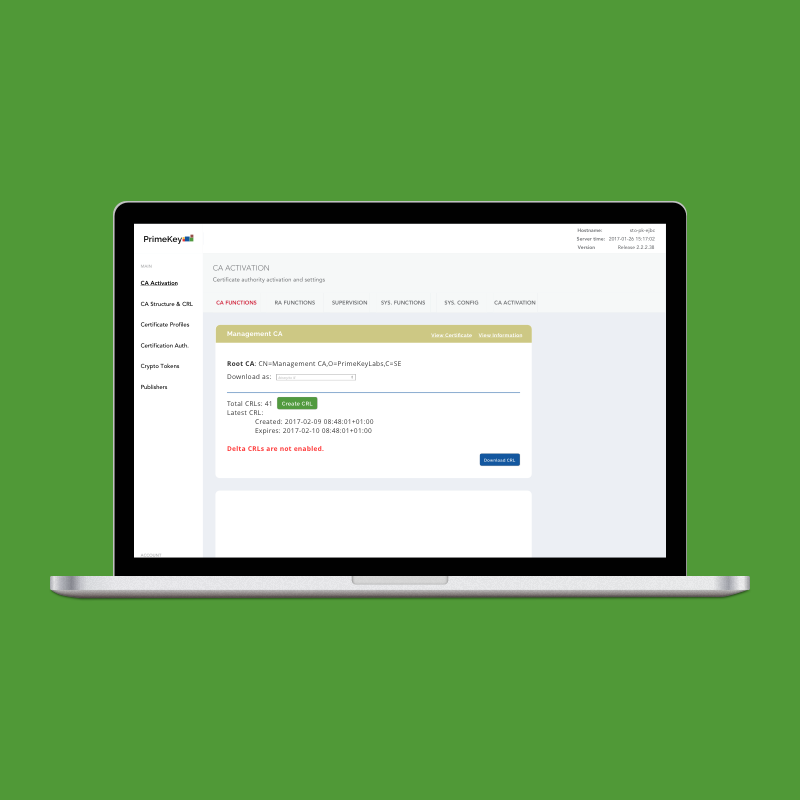 PrimeKey
Hostname: sto-pk-ejbx
Server time: 2017-01-26 15:17:02
Version Release 2.2.2.38
MAIN
CA Activation
CA Structure & CRL
Certificate Profiles
Certification Auth.
Crypto Tokens
Publishers
ACCOUNT
CA ACTIVATION
Certificate authority activation and settings
CA FUNCTIONS RA FUNCTIONS SUPERVISION SYS. FUNCTIONS SYS. CONFIG CA ACTIVATION
Management CA View Certificate View Information
Root CA: CN=Management CA,O=PrimeKeyLabs,C=SE
Download as:
Total CRLs: 41 Create CRL
Latest CRL:
Created: 2017-02-09 08:48:01+01:00
Expires: 2017-02-10 08:48:01+01:00
Delta CRLs are not enabled.
Download CRL